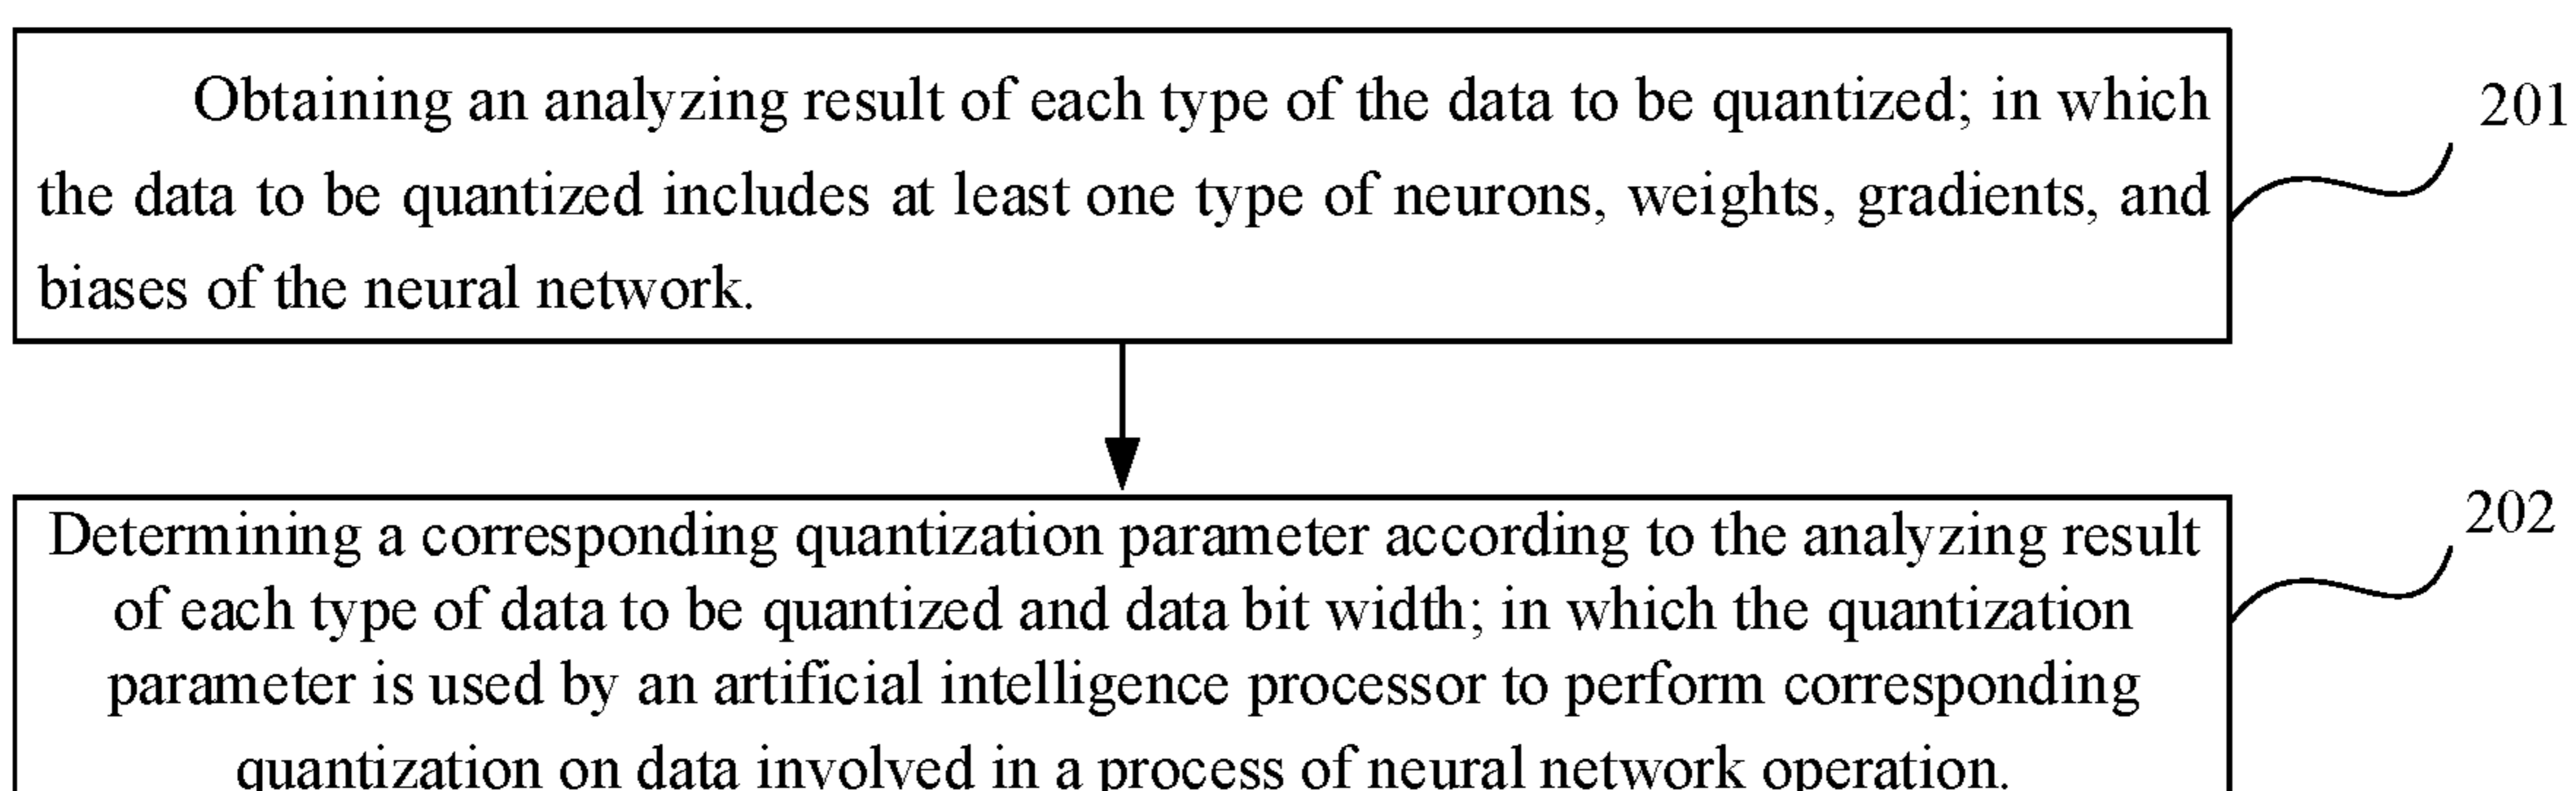 Obtaining an analyzing result of each type of the data to be quantized; in which
the data to be quantized includes at least one type of neurons, weights, gradients, and
biases of the neural network.
201
Determining a corresponding quantization parameter according to the analyzing result
of each type of data to be quantized and data bit width; in which the quantization
parameter is used by an artificial intelligence processor to perform corresponding
quantization on data involved in a process of neural network operation.
202